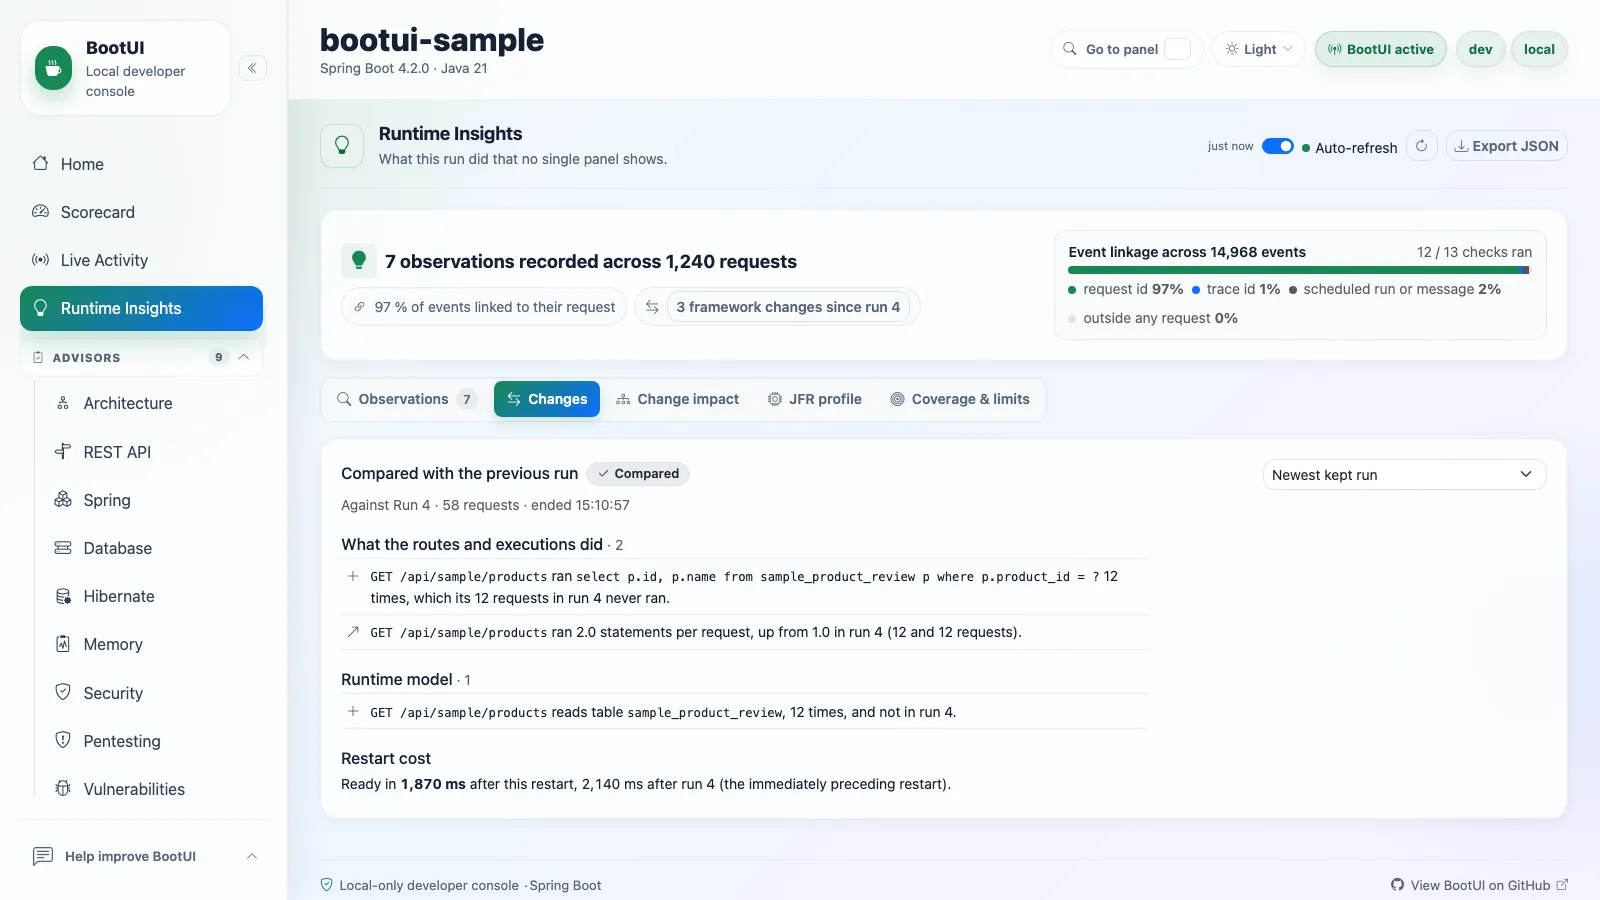 BootUI
Local developer
console
Home
Scorecard
Live Activity
Runtime Insights
ADVISORS 9
Architecture
REST API
Spring
Database
Hibernate
Memory
Security
Pentesting
Vulnerabilities
Help improve BootUI
bootui-sample
Spring Boot 4.2.0 · Java 21
Go to panel
Light
BootUI active
dev
local
Runtime Insights
What this run did that no single panel shows.
just now
Auto-refresh
Export JSON
7 observations recorded across 1,240 requests
97 % of events linked to their request
3 framework changes since run 4
Event linkage across 14,968 events 12 / 13 checks ran
request id 97% trace id 1% scheduled run or message 2%
outside any request 0%
Observations 7
Changes
Change impact
JFR profile
Coverage & limits
Compared with the previous run Compared
Newest kept run
Against Run 4 · 58 requests · ended 15:10:57
What the routes and executions did · 2
GET /api/sample/products ran select p.id, p.name from sample_product_review p where p.product_id = ? 12
times, which its 12 requests in run 4 never ran.
GET /api/sample/products ran 2.0 statements per request, up from 1.0 in run 4 (12 and 12 requests).
Runtime model · 1
GET /api/sample/products reads table sample_product_review, 12 times, and not in run 4.
Restart cost
Ready in 1,870 ms after this restart, 2,140 ms after run 4 (the immediately preceding restart).
Local-only developer console · Spring Boot
View BootUI on GitHub